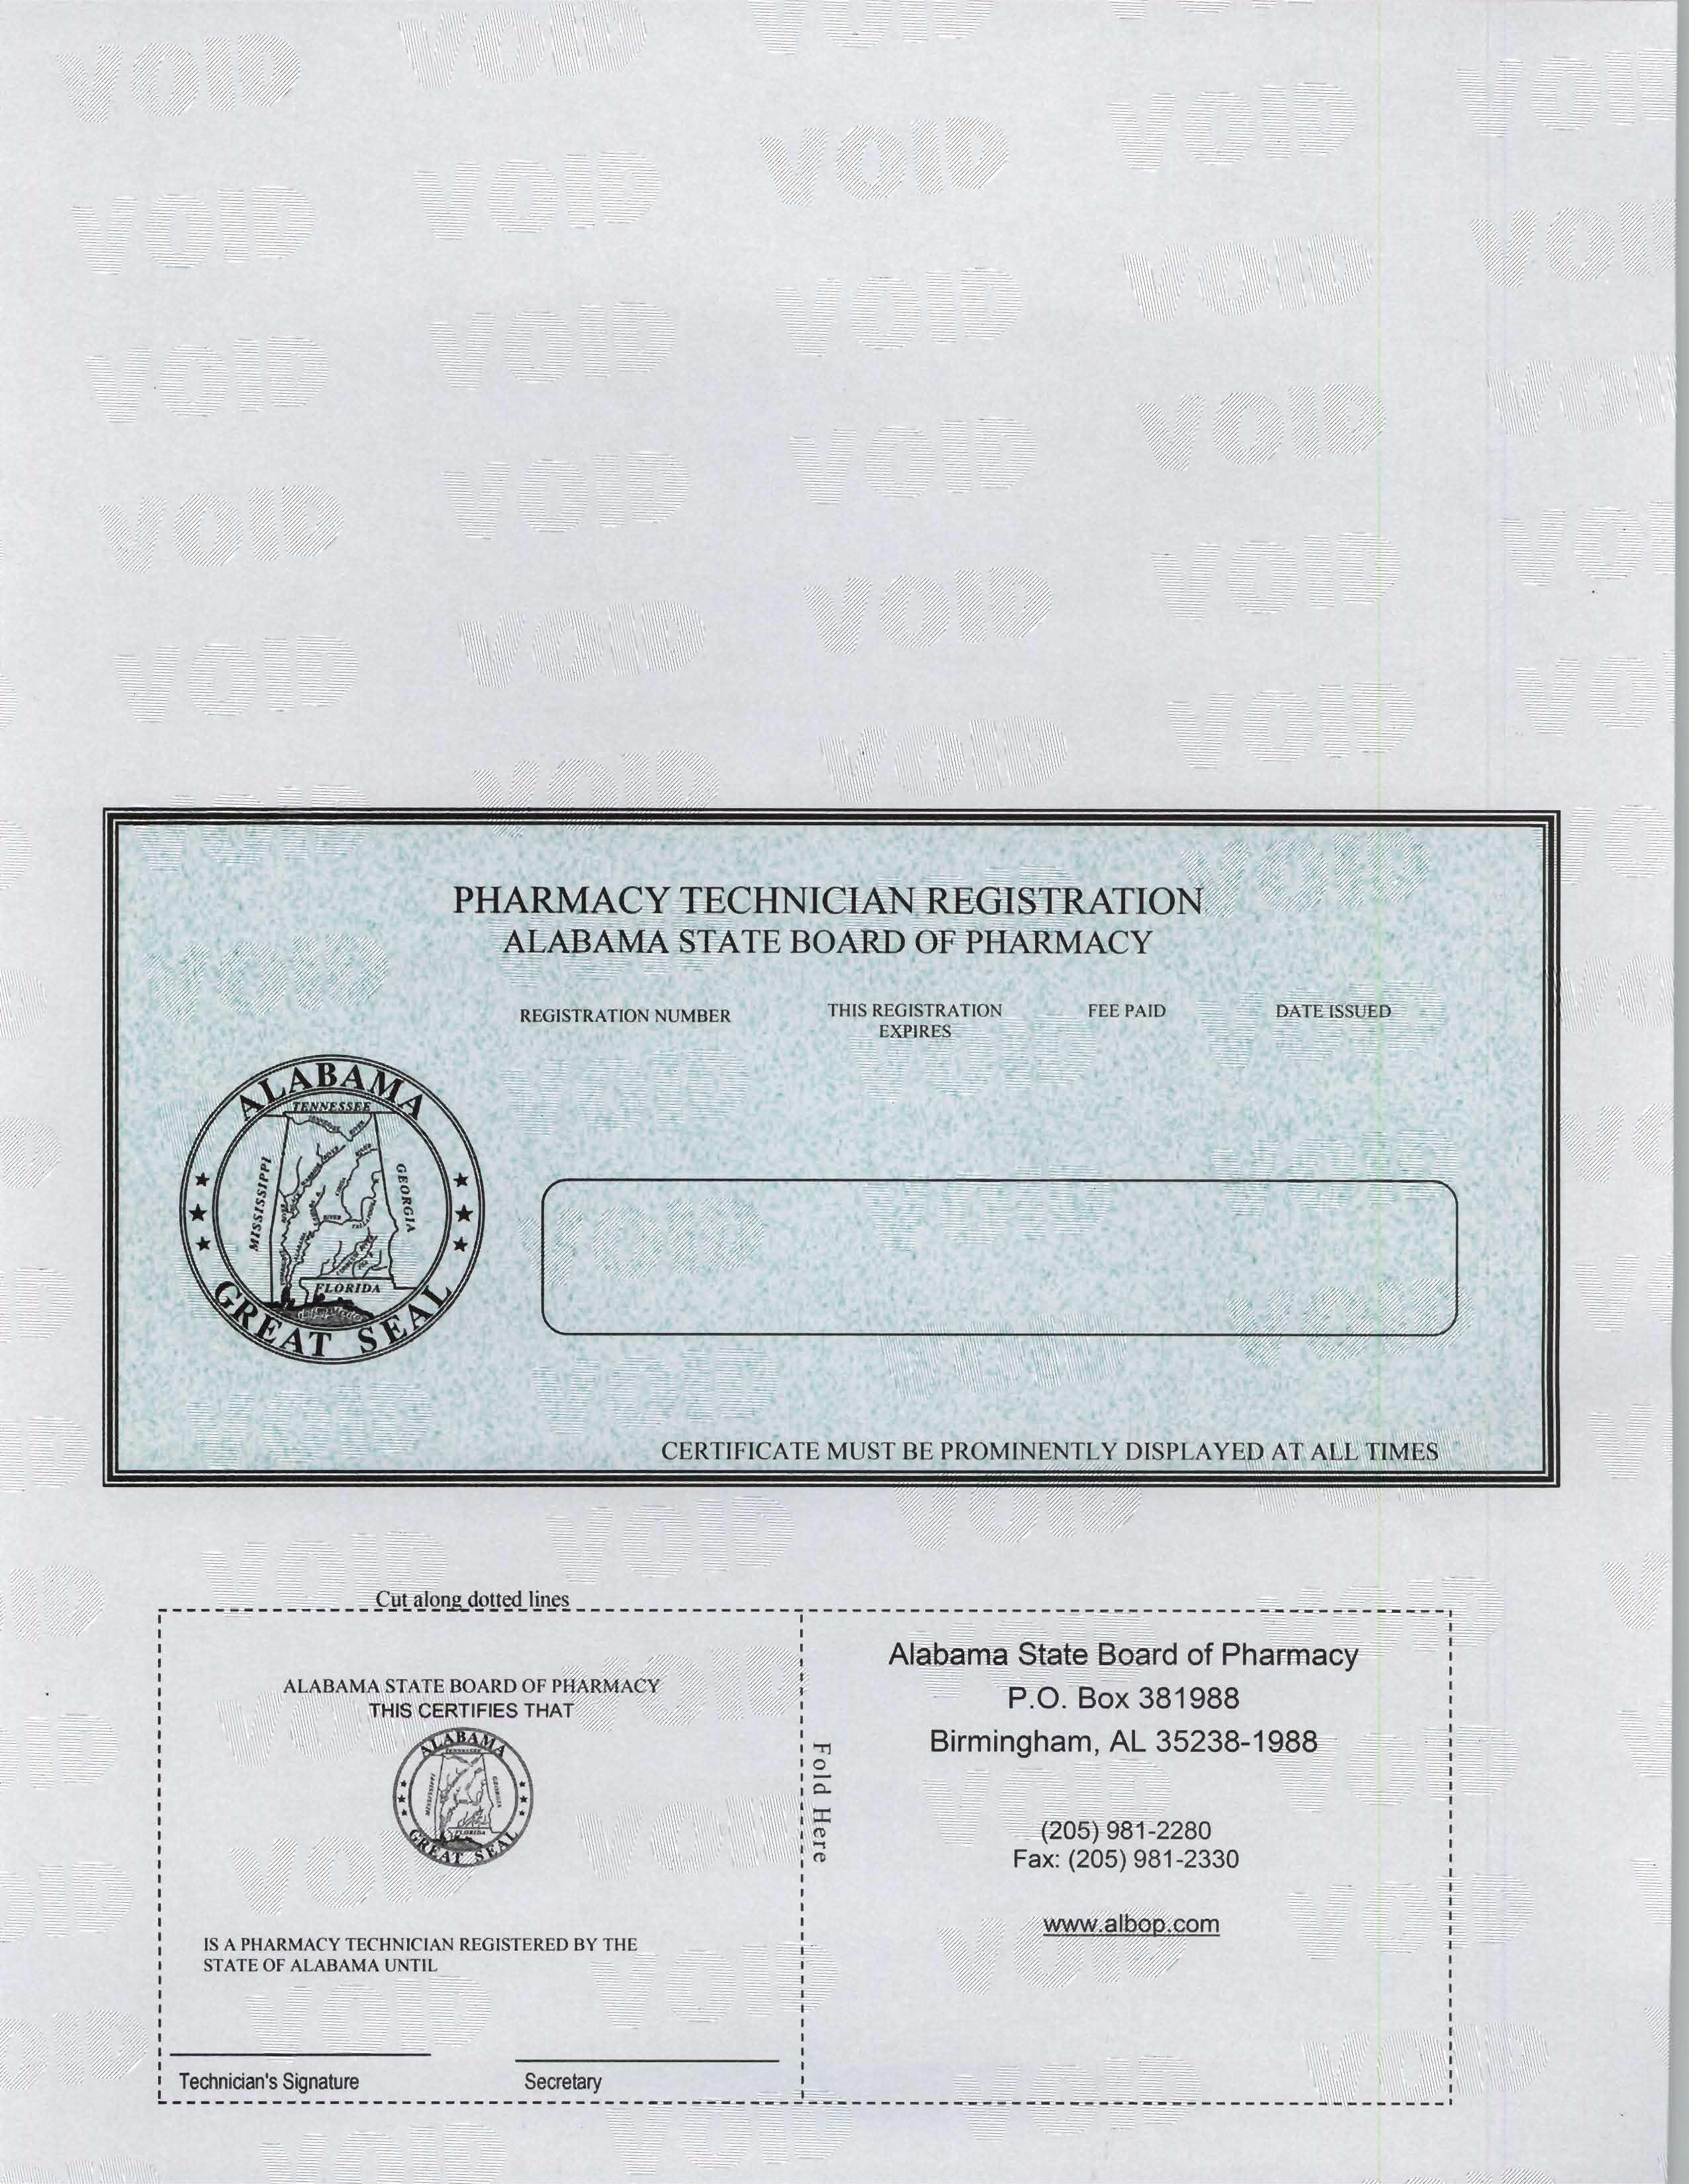 VOID
PHARMACY TECHNICIAN REGISTRATION
ALABAMA STATE BOARD OF PHARMACY
REGISTRATION NUMBER
THIS REGISTRATION
EXPIRES
FEE PAID
DATE ISSUED
ALABAMA
TENNESSEE
MISSISSIPPI
GEORGIA
FLORIDA
GREAT SEAL
CERTIFICATE MUST BE PROMINENTLY DISPLAYED AT ALL TIMES
Cut along dotted lines
ALABAMA STATE BOARD OF PHARMACY
THIS CERTIFIES THAT
ALABAMA
TENNESSEE
MISSISSIPPI
GEORGIA
FLORIDA
GREAT SEAL
IS A PHARMACY TECHNICIAN REGISTERED BY THE
STATE OF ALABAMA UNTIL
Technician's Signature
Secretary
Fold Here
Alabama State Board of Pharmacy
P.O. Box 381988
Birmingham, AL 35238-1988
(205) 981-2280
Fax: (205) 981-2330
www.albop.com